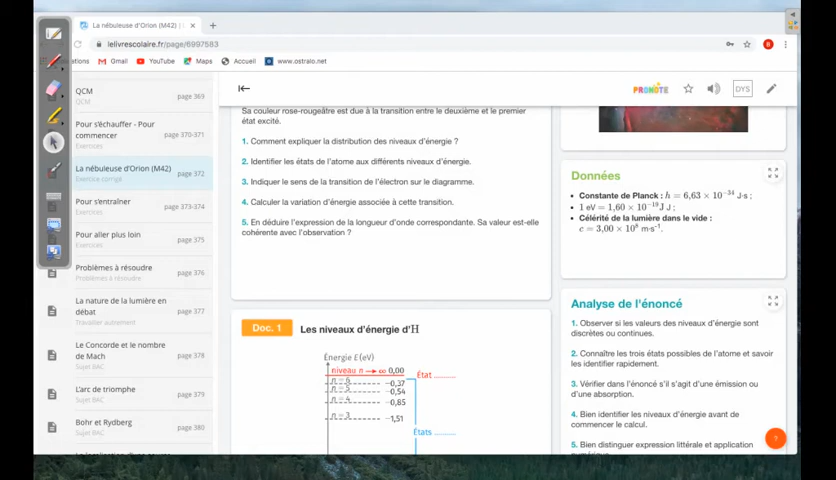 La nébuleuse d'Orion (M42) |
lelivrescolaire.fr/page/6997583
Gmail
YouTube
Maps
Accueil
www.ostralo.net
QCM
QCM
page 369
Pour s'échauffer - Pour
commencer
Exercices
page 370-371
La nébuleuse d'Orion (M42)
Exercice corrigé
page 372
Pour s'entraîner
Exercices
page 373-374
Pour aller plus loin
Exercices
page 375
Problèmes à résoudre
Problèmes à résoudre
page 376
La nature de la lumière en
débat
Travailler autrement
page 377
Le Concorde et le nombre
de Mach
Sujet BAC
page 378
L'arc de triomphe
Sujet BAC
page 379
Bohr et Rydberg
Sujet BAC
page 380
PRONOTE
DYS
Sa couleur rose-rougeâtre est due à la transition entre le deuxième et le premier
état excité.
1. Comment expliquer la distribution des niveaux d'énergie ?
2. Identifier les états de l'atome aux différents niveaux d'énergie.
3. Indiquer le sens de la transition de l'électron sur le diagramme.
4. Calculer la variation d'énergie associée à cette transition.
5. En déduire l'expression de la longueur d'onde correspondante. Sa valeur est-elle
cohérente avec l'observation ?
Doc. 1
Les niveaux d'énergie d'H
Énergie E (eV)
niveau n → ∞ 0,00
État
n = 6
−0,37
n = 5
−0,54
n = 4
−0,85
n = 3
−1,51
États
Données
• Constante de Planck : h = 6,63 × 10⁻³⁴ J·s ;
• 1 eV = 1,60 × 10⁻¹⁹ J J ;
• Célérité de la lumière dans le vide :
c = 3,00 × 10⁸ m·s⁻¹.
Analyse de l'énoncé
1. Observer si les valeurs des niveaux d'énergie sont
discrètes ou continues.
2. Connaître les trois états possibles de l'atome et savoir
les identifier rapidement.
3. Vérifier dans l'énoncé s'il s'agit d'une émission ou
d'une absorption.
4. Bien identifier les niveaux d'énergie avant de
commencer le calcul.
5. Bien distinguer expression littérale et application
?